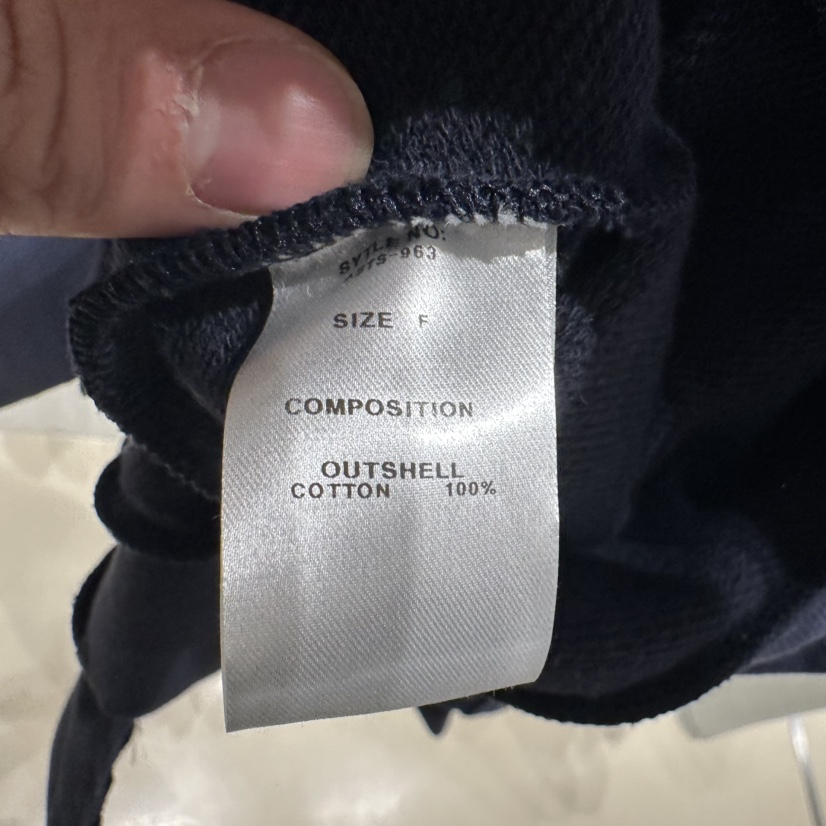 SYTLE NO:
SIZE F
COMPOSITION
OUTSHELL
COTTON 100%